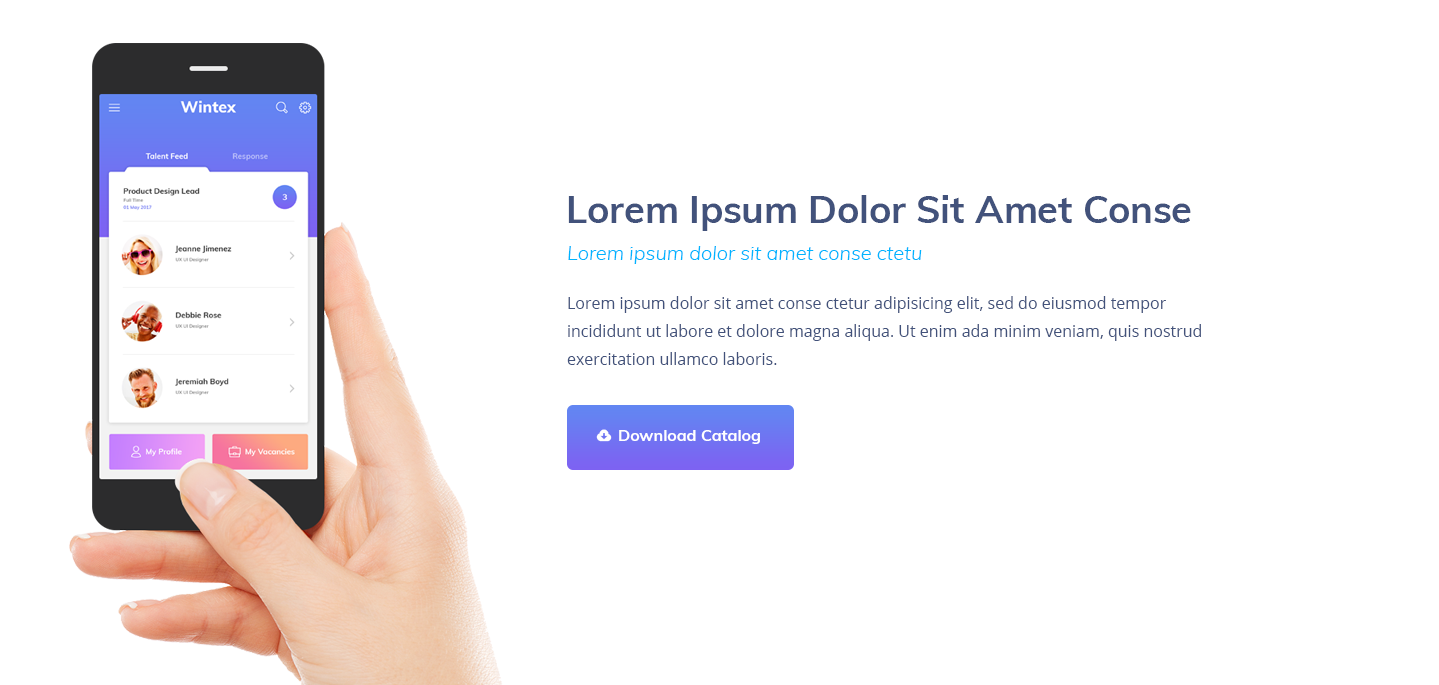 Wintex
Talent Feed
Response
Product Design Lead
Full Time
01 May 2017
3
Jeanne Jimenez
UX UI Designer
Debbie Rose
UX UI Designer
Jeremiah Boyd
UX UI Designer
My Profile
My Vacancies
Lorem Ipsum Dolor Sit Amet Conse
Lorem ipsum dolor sit amet conse ctetu
Lorem ipsum dolor sit amet conse ctetur adipisicing elit, sed do eiusmod tempor
incididunt ut labore et dolore magna aliqua. Ut enim ada minim veniam, quis nostrud
exercitation ullamco laboris.
Download Catalog